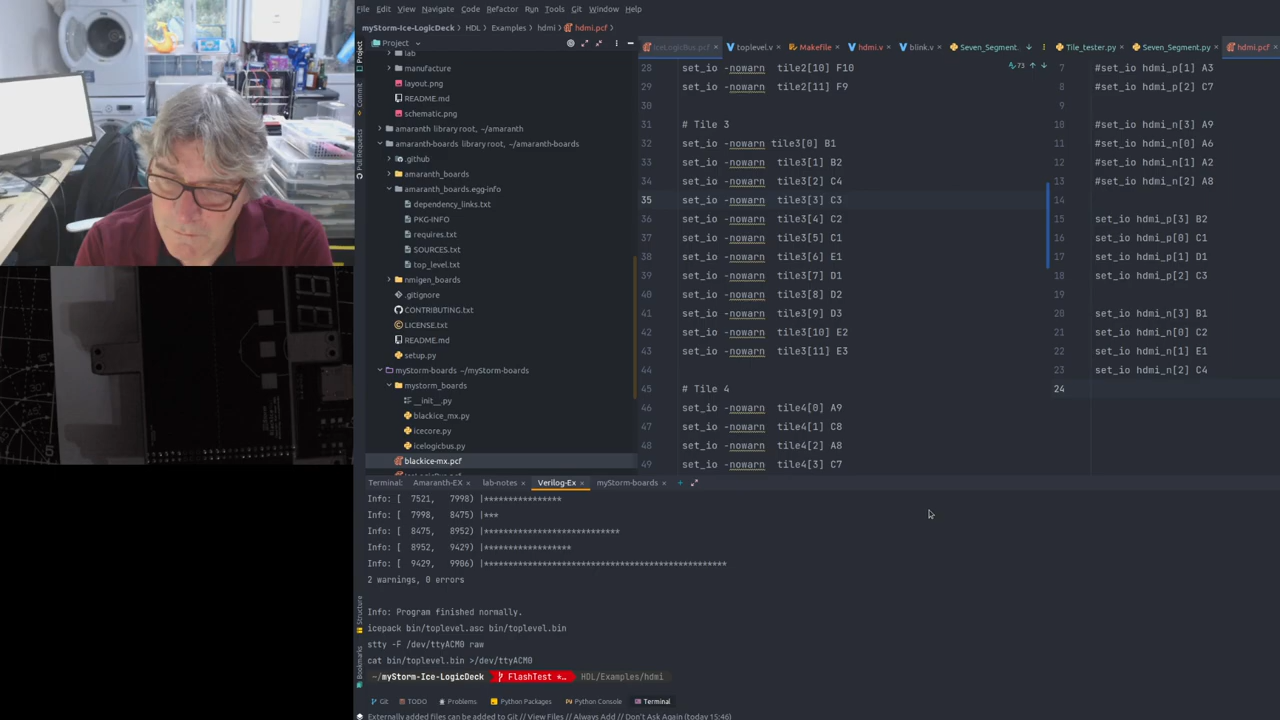 File Edit View Navigate Code Refactor Run Tools Git Window Help
myStorm-Ice-LogicDeck > HDL > Examples > hdmi > hdmi.pcf
Project
IceLogicBus.pcf × toplevel.v Makefile hdmi.v blink.v Seven_Segment. Tile_tester.py Seven_Segment.py hdmi.pcf ×
lab
manufacture
layout.png
README.md
schematic.png
amaranth library root, ~/amaranth
amaranth-boards library root, ~/amaranth-boards
.github
amaranth_boards
amaranth_boards.egg-info
dependency_links.txt
PKG-INFO
requires.txt
SOURCES.txt
top_level.txt
nmigen_boards
.gitignore
CONTRIBUTING.txt
LICENSE.txt
README.md
setup.py
myStorm-boards ~/myStorm-boards
mystorm_boards
__init__.py
blackice_mx.py
icecore.py
icelogicbus.py
blackice-mx.pcf
73
28 set_io -nowarn tile2[10] F10
29 set_io -nowarn tile2[11] F9
30
31 # Tile 3
32 set_io -nowarn tile3[0] B1
33 set_io -nowarn tile3[1] B2
34 set_io -nowarn tile3[2] C4
35 set_io -nowarn tile3[3] C3
36 set_io -nowarn tile3[4] C2
37 set_io -nowarn tile3[5] C1
38 set_io -nowarn tile3[6] E1
39 set_io -nowarn tile3[7] D1
40 set_io -nowarn tile3[8] D2
41 set_io -nowarn tile3[9] D3
42 set_io -nowarn tile3[10] E2
43 set_io -nowarn tile3[11] E3
44
45 # Tile 4
46 set_io -nowarn tile4[0] A9
47 set_io -nowarn tile4[1] C8
48 set_io -nowarn tile4[2] A8
49 set_io -nowarn tile4[3] C7
7 #set_io hdmi_p[1] A3
8 #set_io hdmi_p[2] C7
9
10 #set_io hdmi_n[3] A9
11 #set_io hdmi_n[0] A6
12 #set_io hdmi_n[1] A2
13 #set_io hdmi_n[2] A8
14
15 set_io hdmi_p[3] B2
16 set_io hdmi_p[0] C1
17 set_io hdmi_p[1] D1
18 set_io hdmi_p[2] C3
19
20 set_io hdmi_n[3] B1
21 set_io hdmi_n[0] C2
22 set_io hdmi_n[1] E1
23 set_io hdmi_n[2] C4
24
Terminal: Amaranth-EX × lab-notes × Verilog-Ex × myStorm-boards × +
Info: [ 7521, 7998) |****************
Info: [ 7998, 8475) |***
Info: [ 8475, 8952) |****************************
Info: [ 8952, 9429) |******************
Info: [ 9429, 9906) |**************************************************
2 warnings, 0 errors
Info: Program finished normally.
icepack bin/toplevel.asc bin/toplevel.bin
stty -F /dev/ttyACM0 raw
cat bin/toplevel.bin >/dev/ttyACM0
~/myStorm-Ice-LogicDeck FlashTest *… HDL/Examples/hdmi
Git TODO Problems Python Packages Python Console Terminal
Externally added files can be added to Git // View Files // Always Add // Don't Ask Again (today 15:46)
Project
Commit
Pull Requests
Structure
Bookmarks